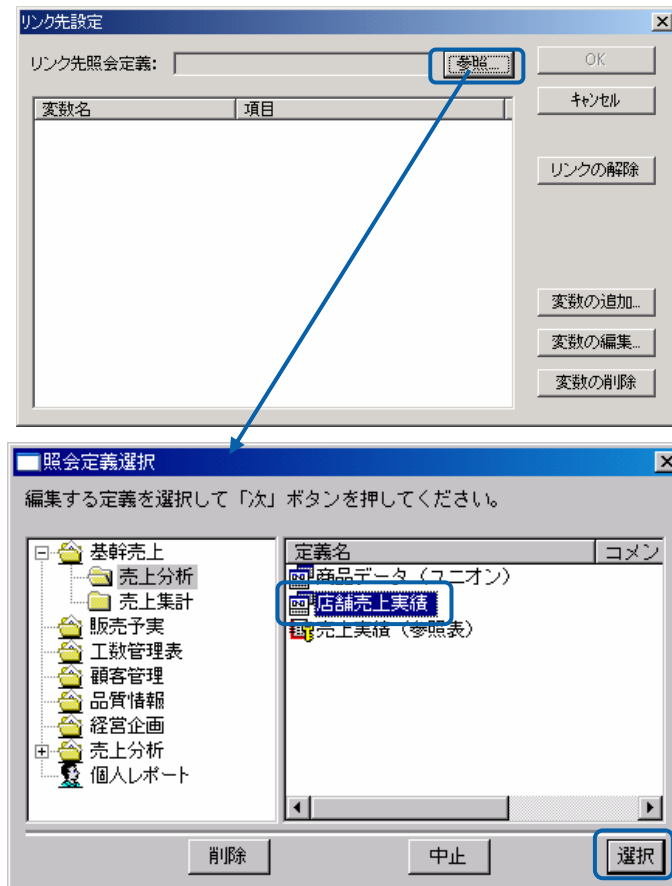 リンク先設定
リンク先照会定義:
参照...
OK
キャンセル
変数名
項目
リンクの解除
変数の追加...
変数の編集...
変数の削除
照会定義選択
編集する定義を選択して「次」ボタンを押してください。
基幹売上
売上分析
売上集計
販売予実
工数管理表
顧客管理
品質情報
経営企画
売上分析
個人レポート
定義名
コメン
商品データ（ユニオン）
店舗売上実績
売上実績（参照表）
削除
中止
選択